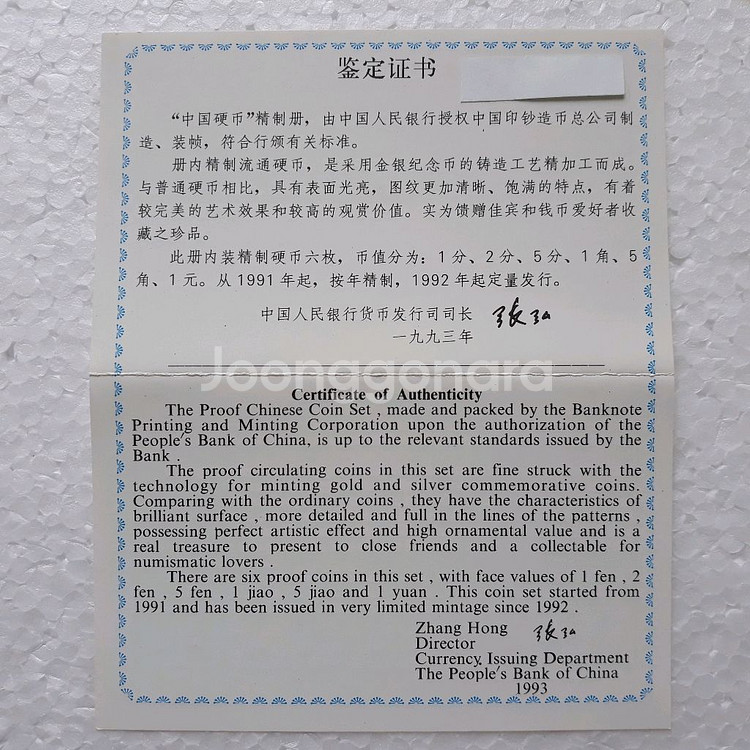 鉴定证书
“中国硬币”精制册，由中国人民银行授权中国印钞造币总公司制
造、装帧，符合行颁有关标准。
册内精制流通硬币，是采用金银纪念币的铸造工艺精加工而成。
与普通硬币相比，具有表面光亮，图纹更加清晰、饱满的特点，有着
较完美的艺术效果和较高的观赏价值。实为馈赠佳宾和钱币爱好者收
藏之珍品。
此册内装精制硬币六枚，币值分为：1分、2分、5分、1角、5
角、1元。从1991年起，按年精制，1992年起定量发行。
中国人民银行货币发行司司长 张弘
一九九三年
Joonggonara
Certificate of Authenticity
The Proof Chinese Coin Set , made and packed by the Banknote
Printing and Minting Corporation upon the authorization of the
People's Bank of China, is up to the relevant standards issued by the
Bank .
The proof circulating coins in this set are fine struck with the
technology for minting gold and silver commemorative coins.
Comparing with the ordinary coins , they have the characteristics of
brilliant surface , more detailed and full in the lines of the patterns ,
possessing perfect artistic effect and high ornamental value and is a
real treasure to present to close friends and a collectable for
numismatic lovers .
There are six proof coins in this set , with face values of 1 fen , 2
fen , 5 fen , 1 jiao , 5 jiao and 1 yuan . This coin set started from
1991 and has been issued in very limited mintage since 1992 .
Zhang Hong 张弘
Director
Currency Issuing Department
The People's Bank of China
1993